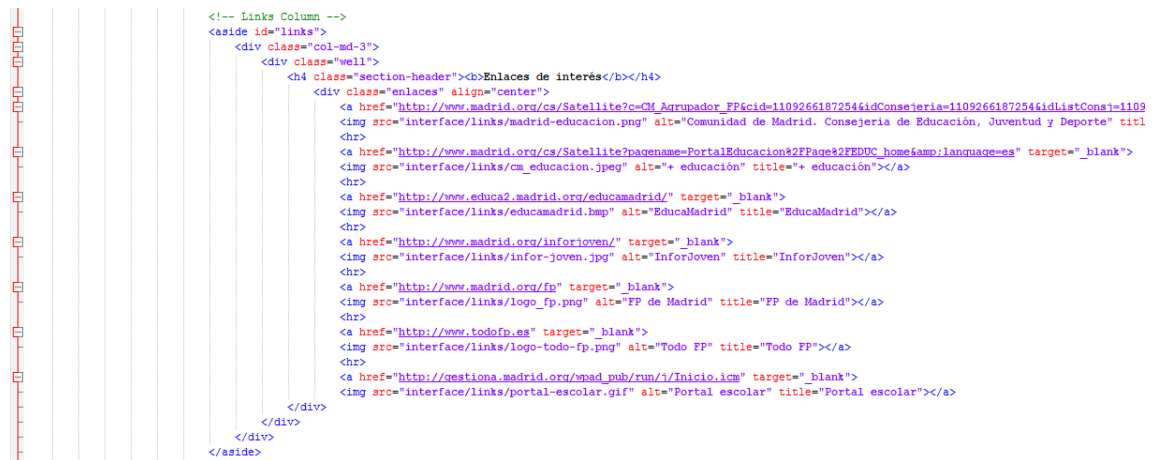 <!-- Links Column -->
<aside id="links">
<div class="col-md-3">
<div class="well">
<h4 class="section-header"><b>Enlaces de interés</b></h4>
<div class="enlaces" align="center">
<a href="http://www.madrid.org/cs/Satellite?c=CM_Agrupador_FP&cid=1109266187254&idConsejeria=1109266187254&idListConsj=1109
<img src="interface/links/madrid-educacion.png" alt="Comunidad de Madrid. Consejería de Educación, Juventud y Deporte" titl
<hr>
<a href="http://www.madrid.org/cs/Satellite?pagename=PortalEducacion%2FPage%2FEDUC_home&amp;language=es" target="_blank">
<img src="interface/links/cm_educacion.jpeg" alt="+ educación" title="+ educación"></a>
<hr>
<a href="http://www.educa2.madrid.org/educamadrid/" target="_blank">
<img src="interface/links/educamadrid.bmp" alt="EducaMadrid" title="EducaMadrid"></a>
<hr>
<a href="http://www.madrid.org/inforjoven/" target="_blank">
<img src="interface/links/infor-joven.jpg" alt="InforJoven" title="InforJoven"></a>
<hr>
<a href="http://www.madrid.org/fp" target="_blank">
<img src="interface/links/logo_fp.png" alt="FP de Madrid" title="FP de Madrid"></a>
<hr>
<a href="http://www.todofp.es" target="_blank">
<img src="interface/links/logo-todo-fp.png" alt="Todo FP" title="Todo FP"></a>
<hr>
<a href="http://gestiona.madrid.org/wpad_pub/run/j/Inicio.icm" target="_blank">
<img src="interface/links/portal-escolar.gif" alt="Portal escolar" title="Portal escolar"></a>
</div>
</div>
</div>
</aside>